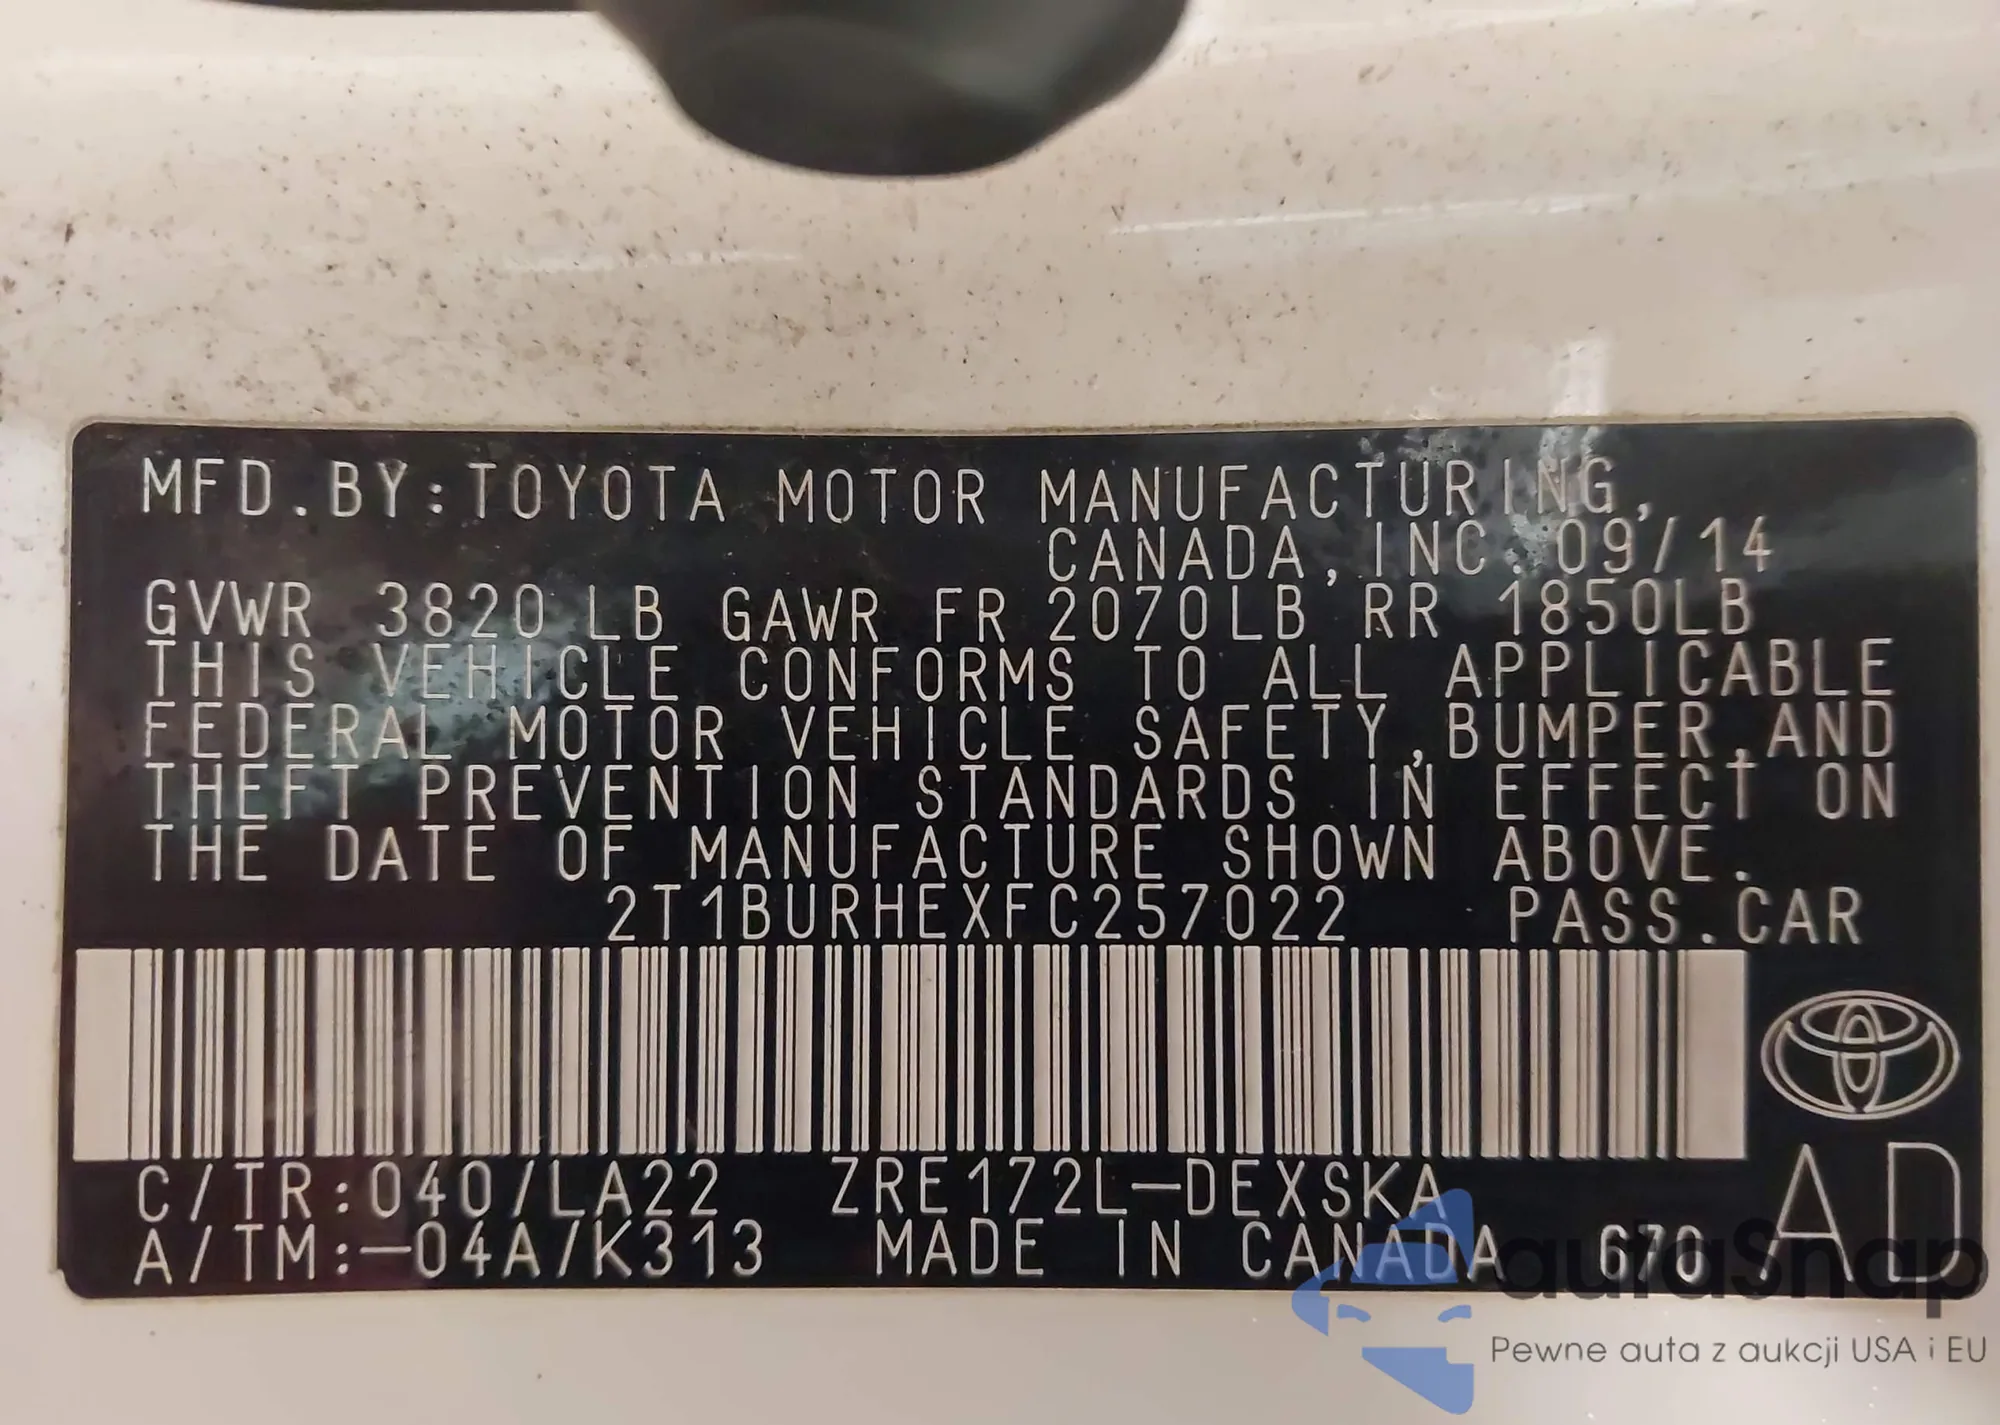 MFD.BY:TOYOTA MOTOR MANUFACTURING,
CANADA,INC.09/14
GVWR 3820 LB GAWR FR 2070LB RR 1850LB
THIS VEHICLE CONFORMS TO ALL APPLICABLE
FEDERAL MOTOR VEHICLE SAFETY,BUMPER,AND
THEFT PREVENTION STANDARDS IN EFFECT ON
THE DATE OF MANUFACTURE SHOWN ABOVE.
2T1BURHEXFC257022 PASS.CAR
C/TR:040/LA22 ZRE172L-DEXSKA
A/TM:-04A/K313 MADE IN CANADA 670 AD
autaSnap
Pewne auta z aukcji USA i EU